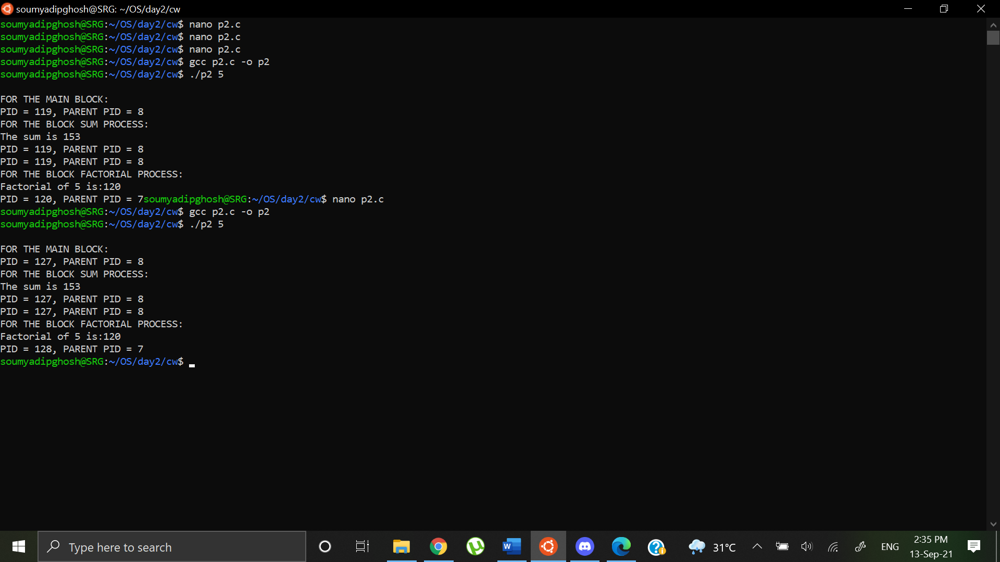 soumyadipghosh@SRG: ~/OS/day2/cw
soumyadipghosh@SRG:~/OS/day2/cw$ nano p2.c
soumyadipghosh@SRG:~/OS/day2/cw$ nano p2.c
soumyadipghosh@SRG:~/OS/day2/cw$ nano p2.c
soumyadipghosh@SRG:~/OS/day2/cw$ gcc p2.c -o p2
soumyadipghosh@SRG:~/OS/day2/cw$ ./p2 5
FOR THE MAIN BLOCK:
PID = 119, PARENT PID = 8
FOR THE BLOCK SUM PROCESS:
The sum is 153
PID = 119, PARENT PID = 8
PID = 119, PARENT PID = 8
FOR THE BLOCK FACTORIAL PROCESS:
Factorial of 5 is:120
PID = 120, PARENT PID = 7soumyadipghosh@SRG:~/OS/day2/cw$ nano p2.c
soumyadipghosh@SRG:~/OS/day2/cw$ gcc p2.c -o p2
soumyadipghosh@SRG:~/OS/day2/cw$ ./p2 5
FOR THE MAIN BLOCK:
PID = 127, PARENT PID = 8
FOR THE BLOCK SUM PROCESS:
The sum is 153
PID = 127, PARENT PID = 8
PID = 127, PARENT PID = 8
FOR THE BLOCK FACTORIAL PROCESS:
Factorial of 5 is:120
PID = 128, PARENT PID = 7
soumyadipghosh@SRG:~/OS/day2/cw$
Type here to search
31°C
ENG
2:35 PM
13-Sep-21